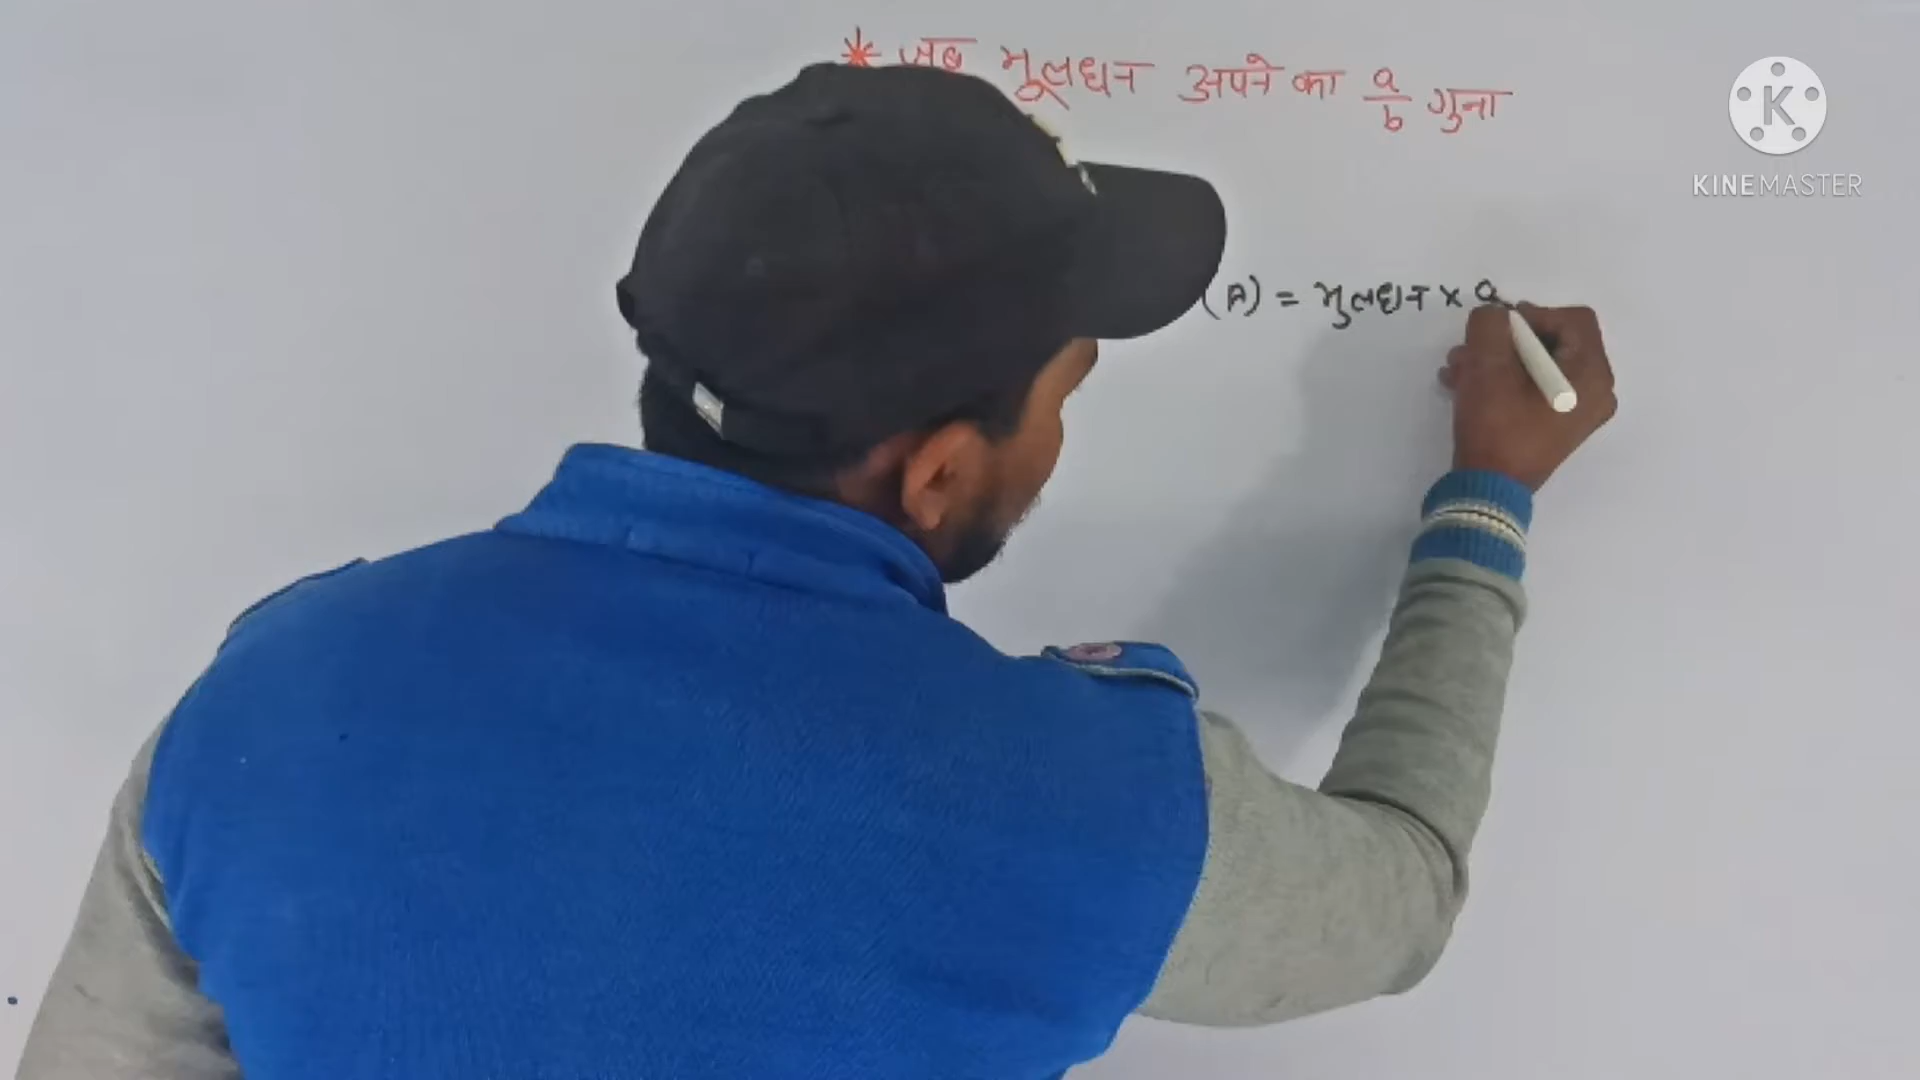 * जब मूलधन अपने का a/b गुना
(A) = मुलधन × a
K
KINEMASTER